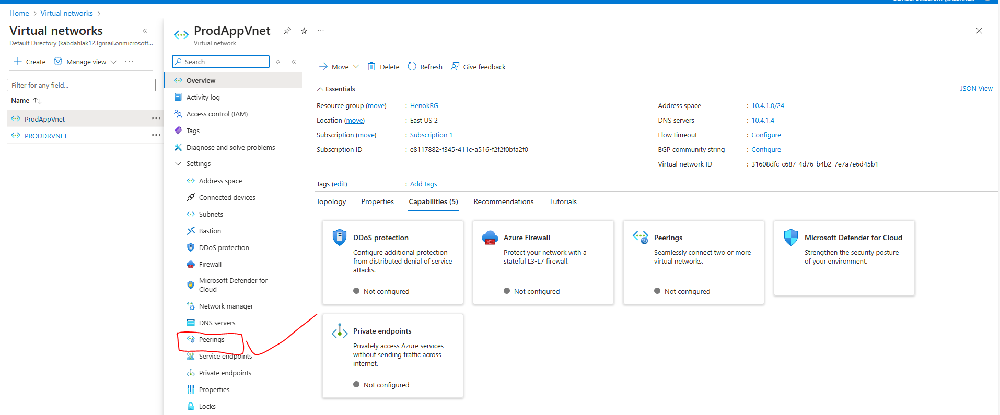 Home > Virtual networks >
Virtual networks «
Default Directory (kabdahlak123gmail.onmicrosoft...
+ Create Manage view ···
Filter for any field...
Name ↑↓
ProdAppVnet ···
PRODDRVNET ···
ProdAppVnet ···
Virtual network
Search «
Overview
Activity log
Access control (IAM)
Tags
Diagnose and solve problems
Settings
Address space
Connected devices
Subnets
Bastion
DDoS protection
Firewall
Microsoft Defender for
Cloud
Network manager
DNS servers
Peerings
Service endpoints
Private endpoints
Properties
Locks
Move Delete Refresh Give feedback
Essentials
JSON View
Resource group (move) : HenokRG
Location (move) : East US 2
Subscription (move) : Subscription 1
Subscription ID : e8117882-f345-411c-a516-f2f2f0bfa2f0
Address space : 10.4.1.0/24
DNS servers : 10.4.1.4
Flow timeout : Configure
BGP community string : Configure
Virtual network ID : 31608dfc-c687-4d76-b4b2-7e7a7e6d45b1
Tags (edit) : Add tags
Topology Properties Capabilities (5) Recommendations Tutorials
DDoS protection
Configure additional protection
from distributed denial of service
attacks.
Not configured
Azure Firewall
Protect your network with a
stateful L3-L7 firewall.
Not configured
Peerings
Seamlessly connect two or more
virtual networks.
Not configured
Microsoft Defender for Cloud
Strengthen the security posture
of your environment.
Private endpoints
Privately access Azure services
without sending traffic across
internet.
Not configured